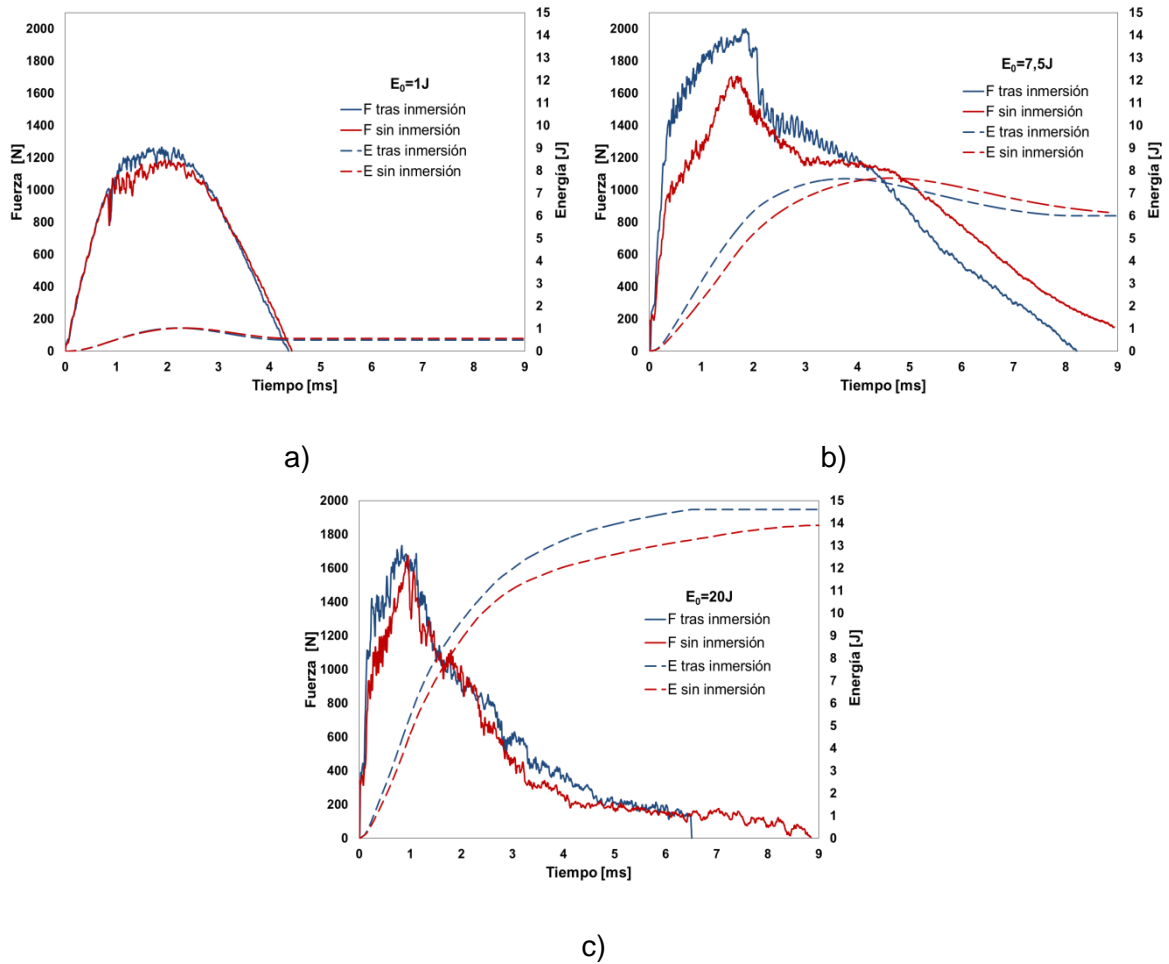 E₀=1J
F tras inmersión
F sin inmersión
E tras inmersión
E sin inmersión
Fuerza [N]
2000
1800
1600
1400
1200
1000
800
600
400
200
0
Energía [J]
15
14
13
12
11
10
9
8
7
6
5
4
3
2
1
0
0 1 2 3 4 5 6 7 8 9
Tiempo [ms]
a)
E₀=7,5J
F tras inmersión
F sin inmersión
E tras inmersión
E sin inmersión
Fuerza [N]
2000
1800
1600
1400
1200
1000
800
600
400
200
0
Energía [J]
15
14
13
12
11
10
9
8
7
6
5
4
3
2
1
0
0 1 2 3 4 5 6 7 8 9
Tiempo [ms]
b)
E₀=20J
F tras inmersión
F sin inmersión
E tras inmersión
E sin inmersión
Fuerza [N]
2000
1800
1600
1400
1200
1000
800
600
400
200
0
Energía [J]
15
14
13
12
11
10
9
8
7
6
5
4
3
2
1
0
0 1 2 3 4 5 6 7 8 9
Tiempo [ms]
c)